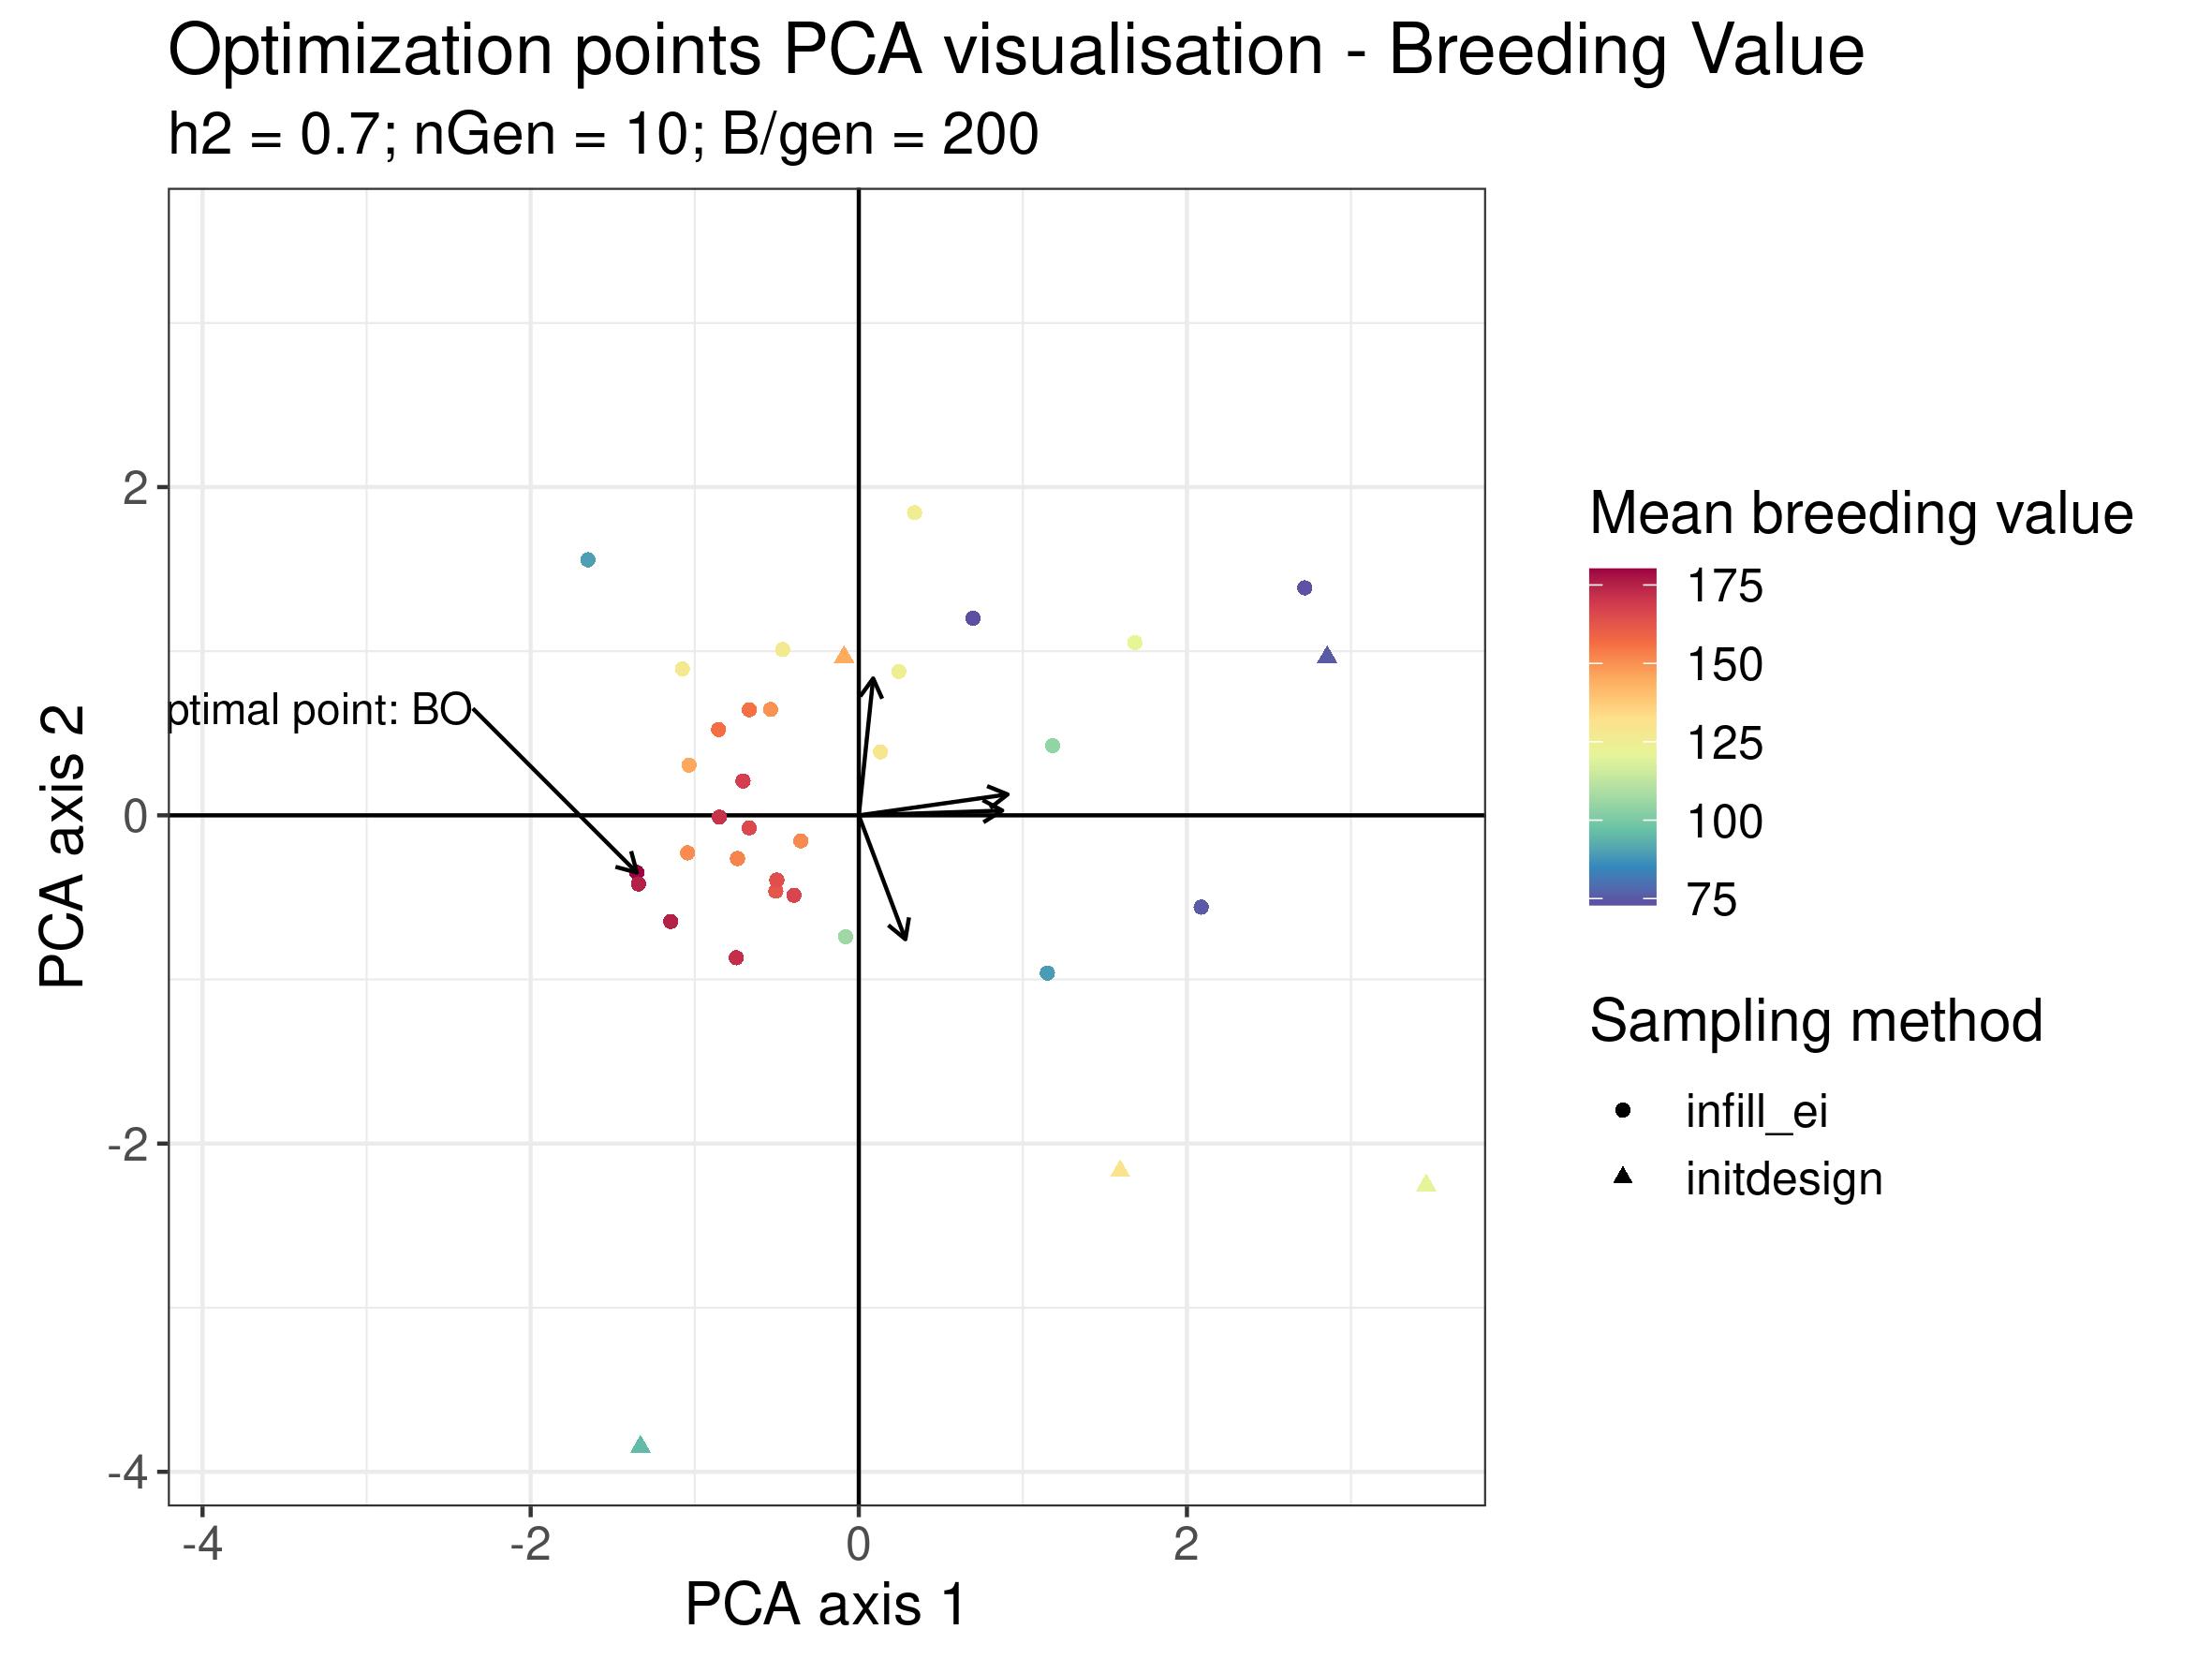 Optimization points PCA visualisation - Breeding Value
h2 = 0.7; nGen = 10; B/gen = 200
PCA axis 2
2
0
-2
-4
ptimal point: BO
-4
-2
0
2
PCA axis 1
Mean breeding value
175
150
125
100
75
Sampling method
infill_ei
initdesign